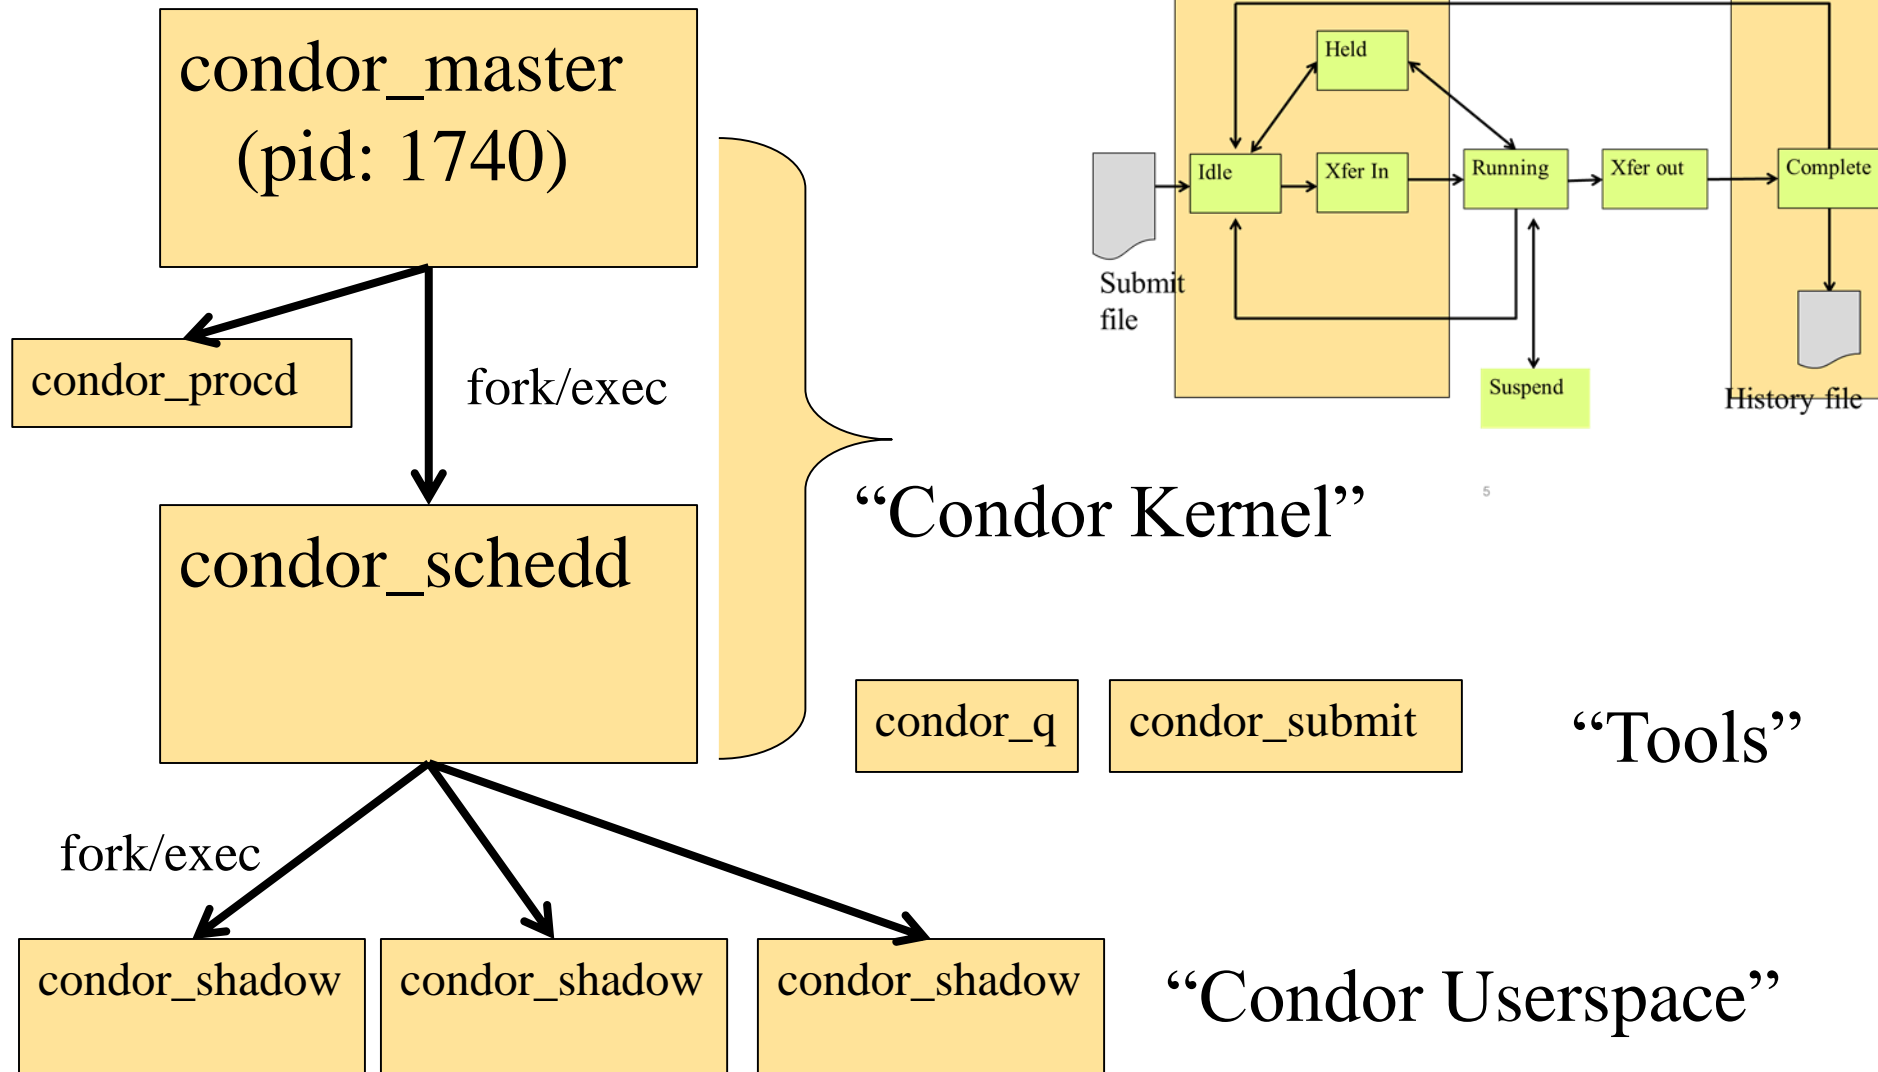 condor_master
(pid: 1740)
condor_procd
fork/exec
condor_schedd
fork/exec
condor_shadow
condor_shadow
condor_shadow
“Condor Kernel”
condor_q
condor_submit
“Tools”
“Condor Userspace”
Held
Idle
Xfer In
Running
Xfer out
Complete
Submit
file
Suspend
History file
5